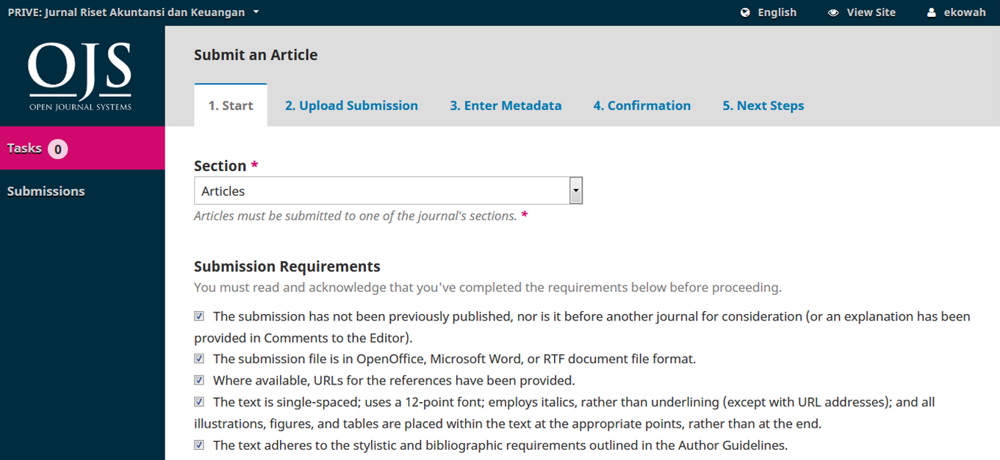 PRIVE: Jurnal Riset Akuntansi dan Keuangan
English
View Site
ekowah
OJS
OPEN JOURNAL SYSTEMS
Tasks 0
Submissions
Submit an Article
1. Start
2. Upload Submission
3. Enter Metadata
4. Confirmation
5. Next Steps
Section *
Articles
Articles must be submitted to one of the journal's sections. *
Submission Requirements
You must read and acknowledge that you've completed the requirements below before proceeding.
The submission has not been previously published, nor is it before another journal for consideration (or an explanation has been
provided in Comments to the Editor).
The submission file is in OpenOffice, Microsoft Word, or RTF document file format.
Where available, URLs for the references have been provided.
The text is single-spaced; uses a 12-point font; employs italics, rather than underlining (except with URL addresses); and all
illustrations, figures, and tables are placed within the text at the appropriate points, rather than at the end.
The text adheres to the stylistic and bibliographic requirements outlined in the Author Guidelines.